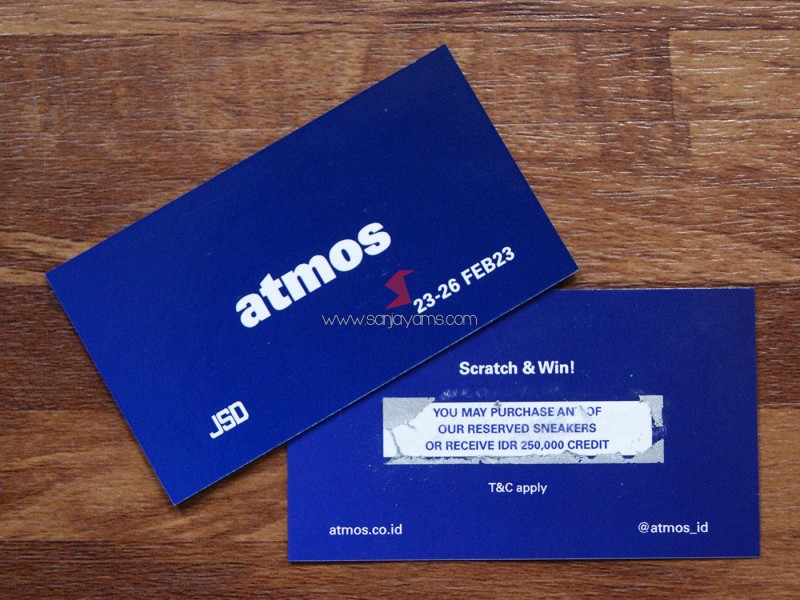 atmos
23-26 FEB23
JSD
www.sanjayams.com
Scratch & Win!
YOU MAY PURCHASE ANY OF
OUR RESERVED SNEAKERS
OR RECEIVE IDR 250,000 CREDIT
T&C apply
atmos.co.id
@atmos_id